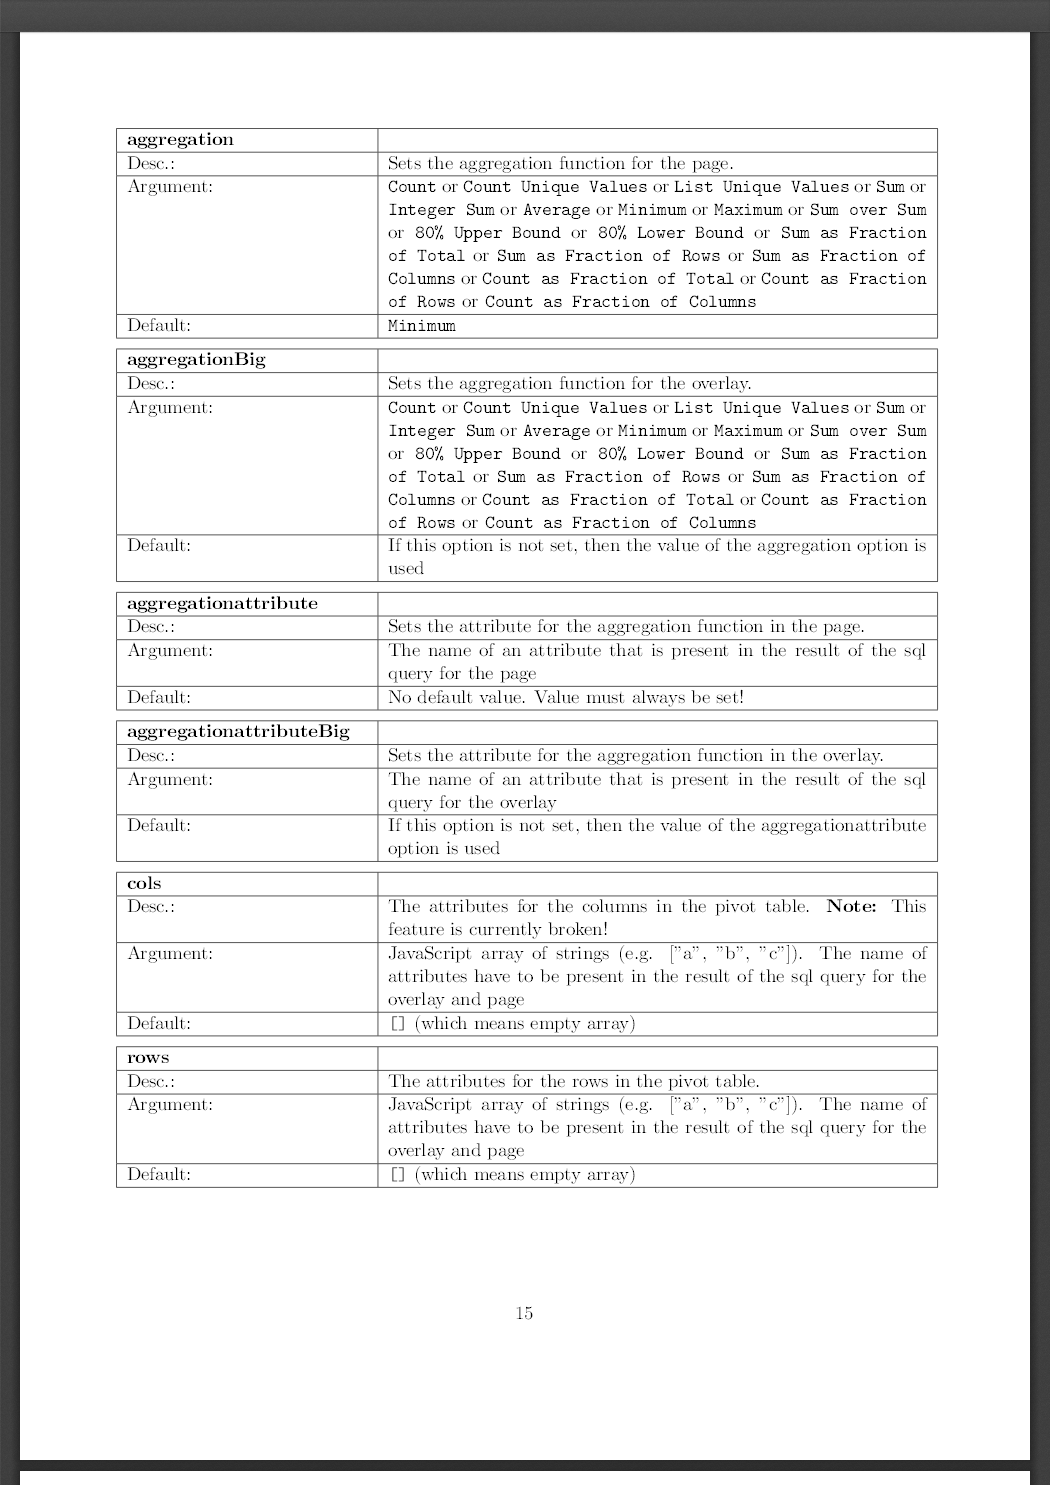 aggregation
Desc.: Sets the aggregation function for the page.
Argument: Count or Count Unique Values or List Unique Values or Sum or
Integer Sum or Average or Minimum or Maximum or Sum over Sum
or 80% Upper Bound or 80% Lower Bound or Sum as Fraction
of Total or Sum as Fraction of Rows or Sum as Fraction of
Columns or Count as Fraction of Total or Count as Fraction
of Rows or Count as Fraction of Columns
Default: Minimum
aggregationBig
Desc.: Sets the aggregation function for the overlay.
Argument: Count or Count Unique Values or List Unique Values or Sum or
Integer Sum or Average or Minimum or Maximum or Sum over Sum
or 80% Upper Bound or 80% Lower Bound or Sum as Fraction
of Total or Sum as Fraction of Rows or Sum as Fraction of
Columns or Count as Fraction of Total or Count as Fraction
of Rows or Count as Fraction of Columns
Default: If this option is not set, then the value of the aggregation option is
used
aggregationattribute
Desc.: Sets the attribute for the aggregation function in the page.
Argument: The name of an attribute that is present in the result of the sql
query for the page
Default: No default value. Value must always be set!
aggregationattributeBig
Desc.: Sets the attribute for the aggregation function in the overlay.
Argument: The name of an attribute that is present in the result of the sql
query for the overlay
Default: If this option is not set, then the value of the aggregationattribute
option is used
cols
Desc.: The attributes for the columns in the pivot table. Note: This
feature is currently broken!
Argument: JavaScript array of strings (e.g. ["a", "b", "c"]). The name of
attributes have to be present in the result of the sql query for the
overlay and page
Default: [] (which means empty array)
rows
Desc.: The attributes for the rows in the pivot table.
Argument: JavaScript array of strings (e.g. ["a", "b", "c"]). The name of
attributes have to be present in the result of the sql query for the
overlay and page
Default: [] (which means empty array)
15